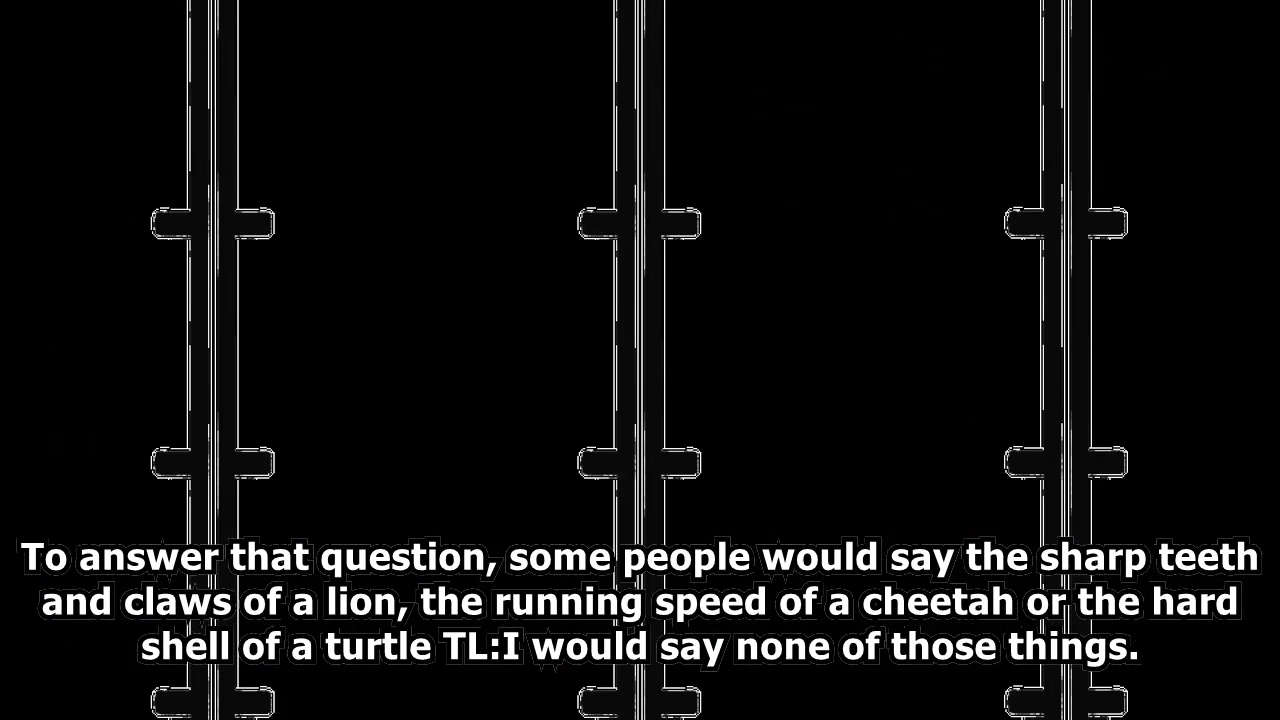 To answer that question, some people would say the sharp teeth
and claws of a lion, the running speed of a cheetah or the hard
shell of a turtle TL:I would say none of those things.